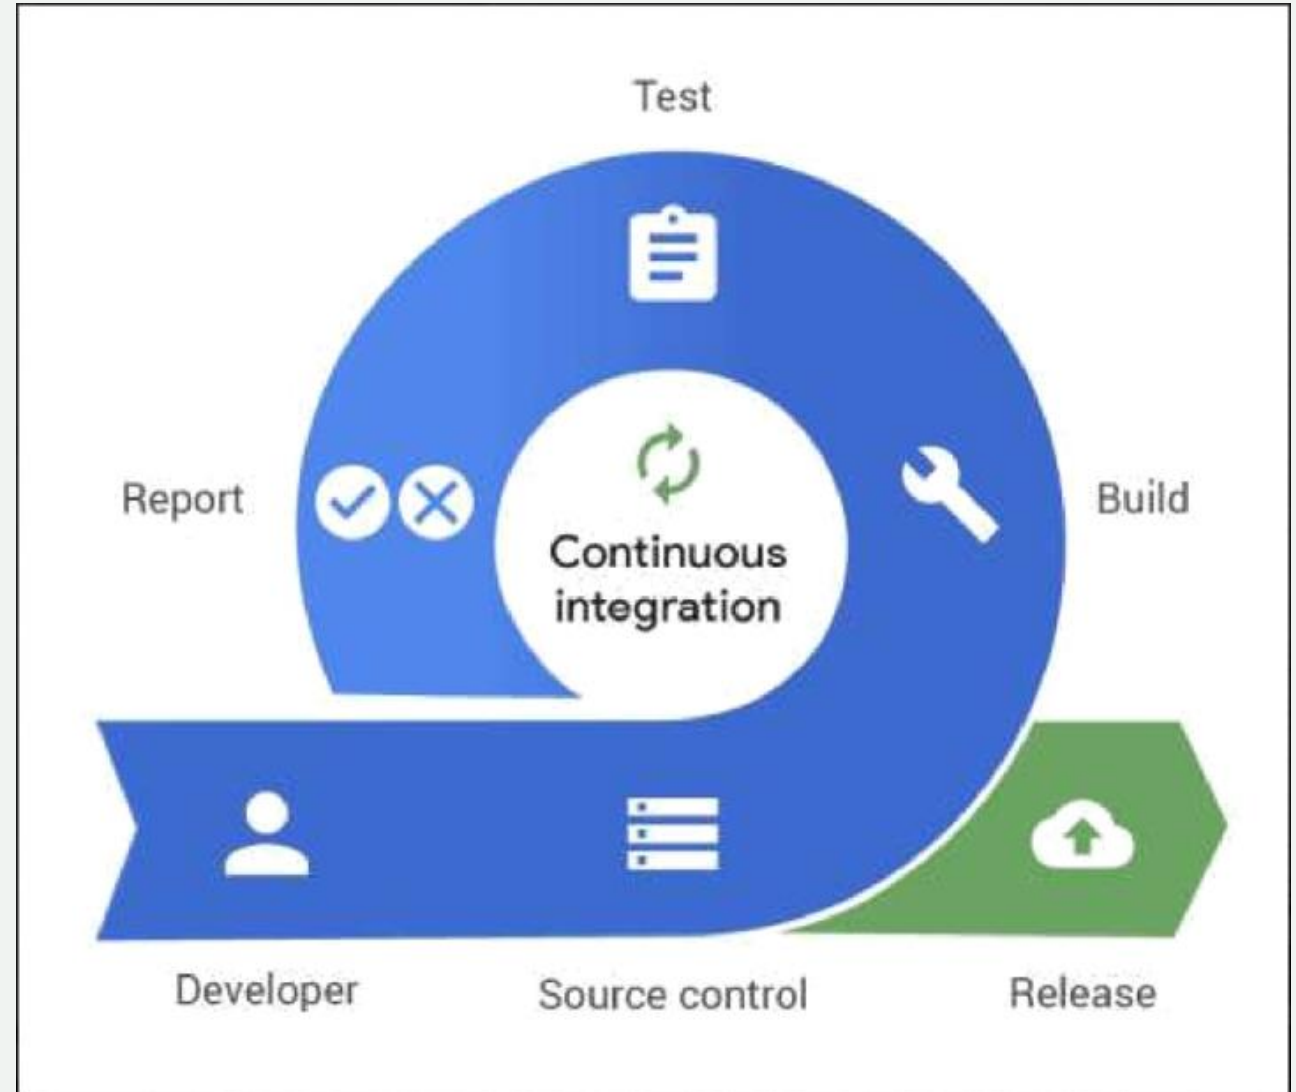 Test
Report
Continuous
integration
Build
Developer
Source control
Release